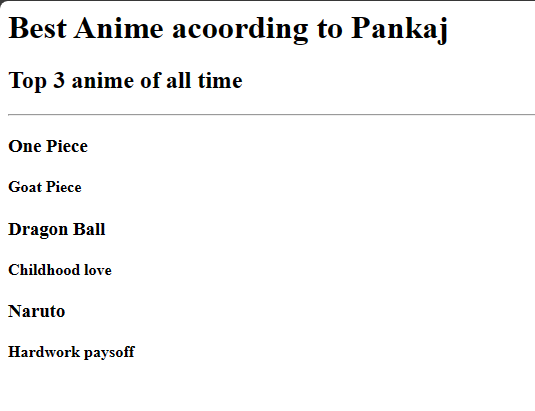 Best Anime acoording to Pankaj
Top 3 anime of all time
One Piece
Goat Piece
Dragon Ball
Childhood love
Naruto
Hardwork paysoff